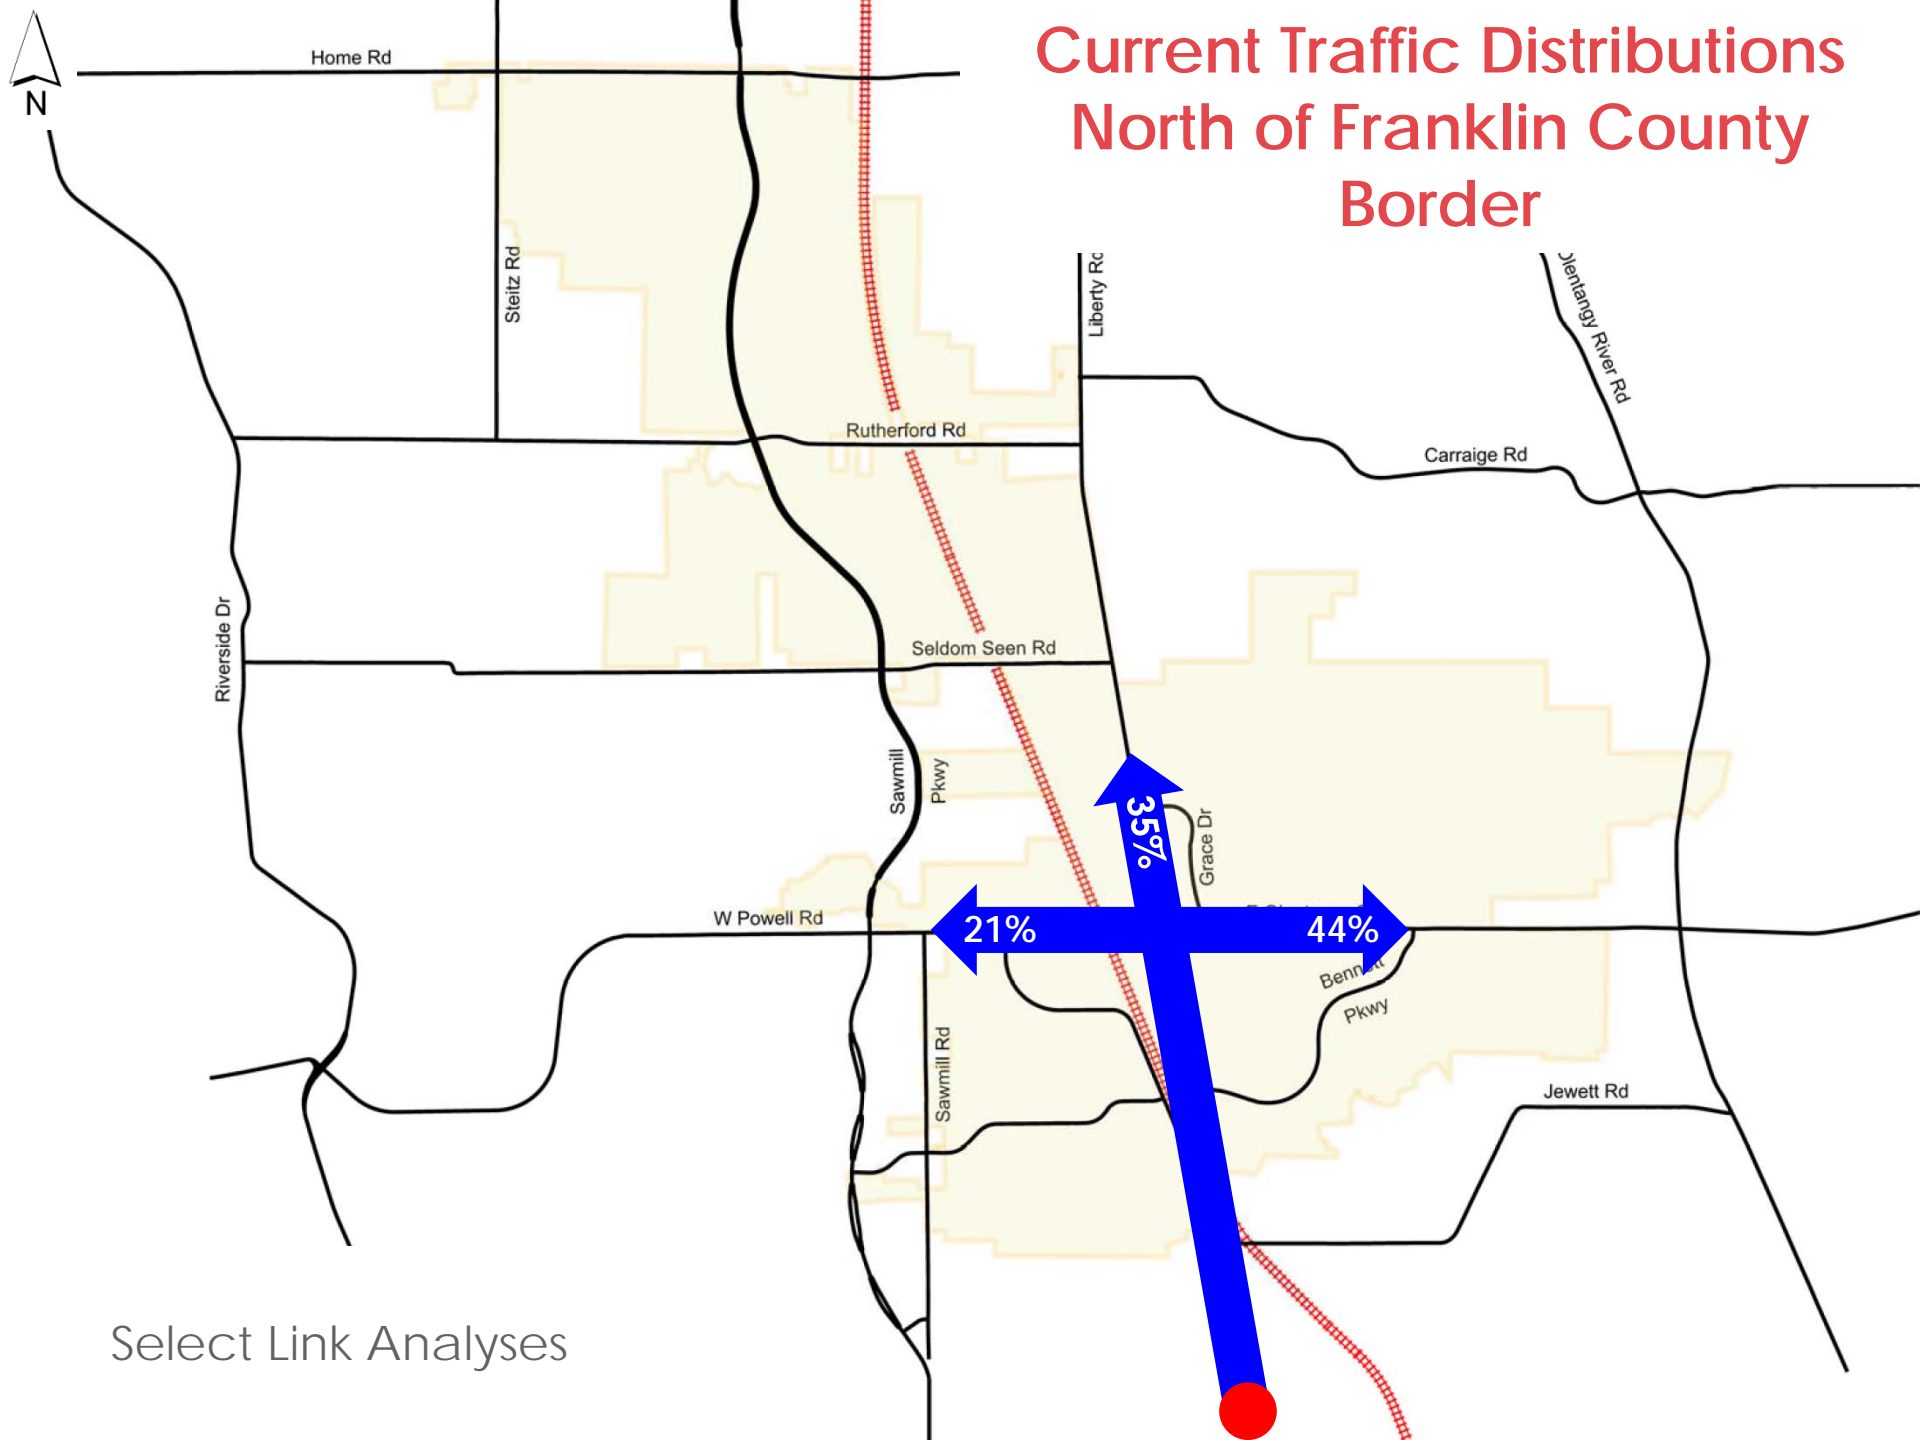 Current Traffic Distributions
North of Franklin County
Border
N
Home Rd
Steitz Rd
Liberty Rd
Olentangy River Rd
Rutherford Rd
Carraige Rd
Riverside Dr
Seldom Seen Rd
Sawmill
Pkwy
35%
Grace Dr
W Powell Rd
21%
44%
Bennett
Pkwy
Sawmill Rd
Jewett Rd
Select Link Analyses